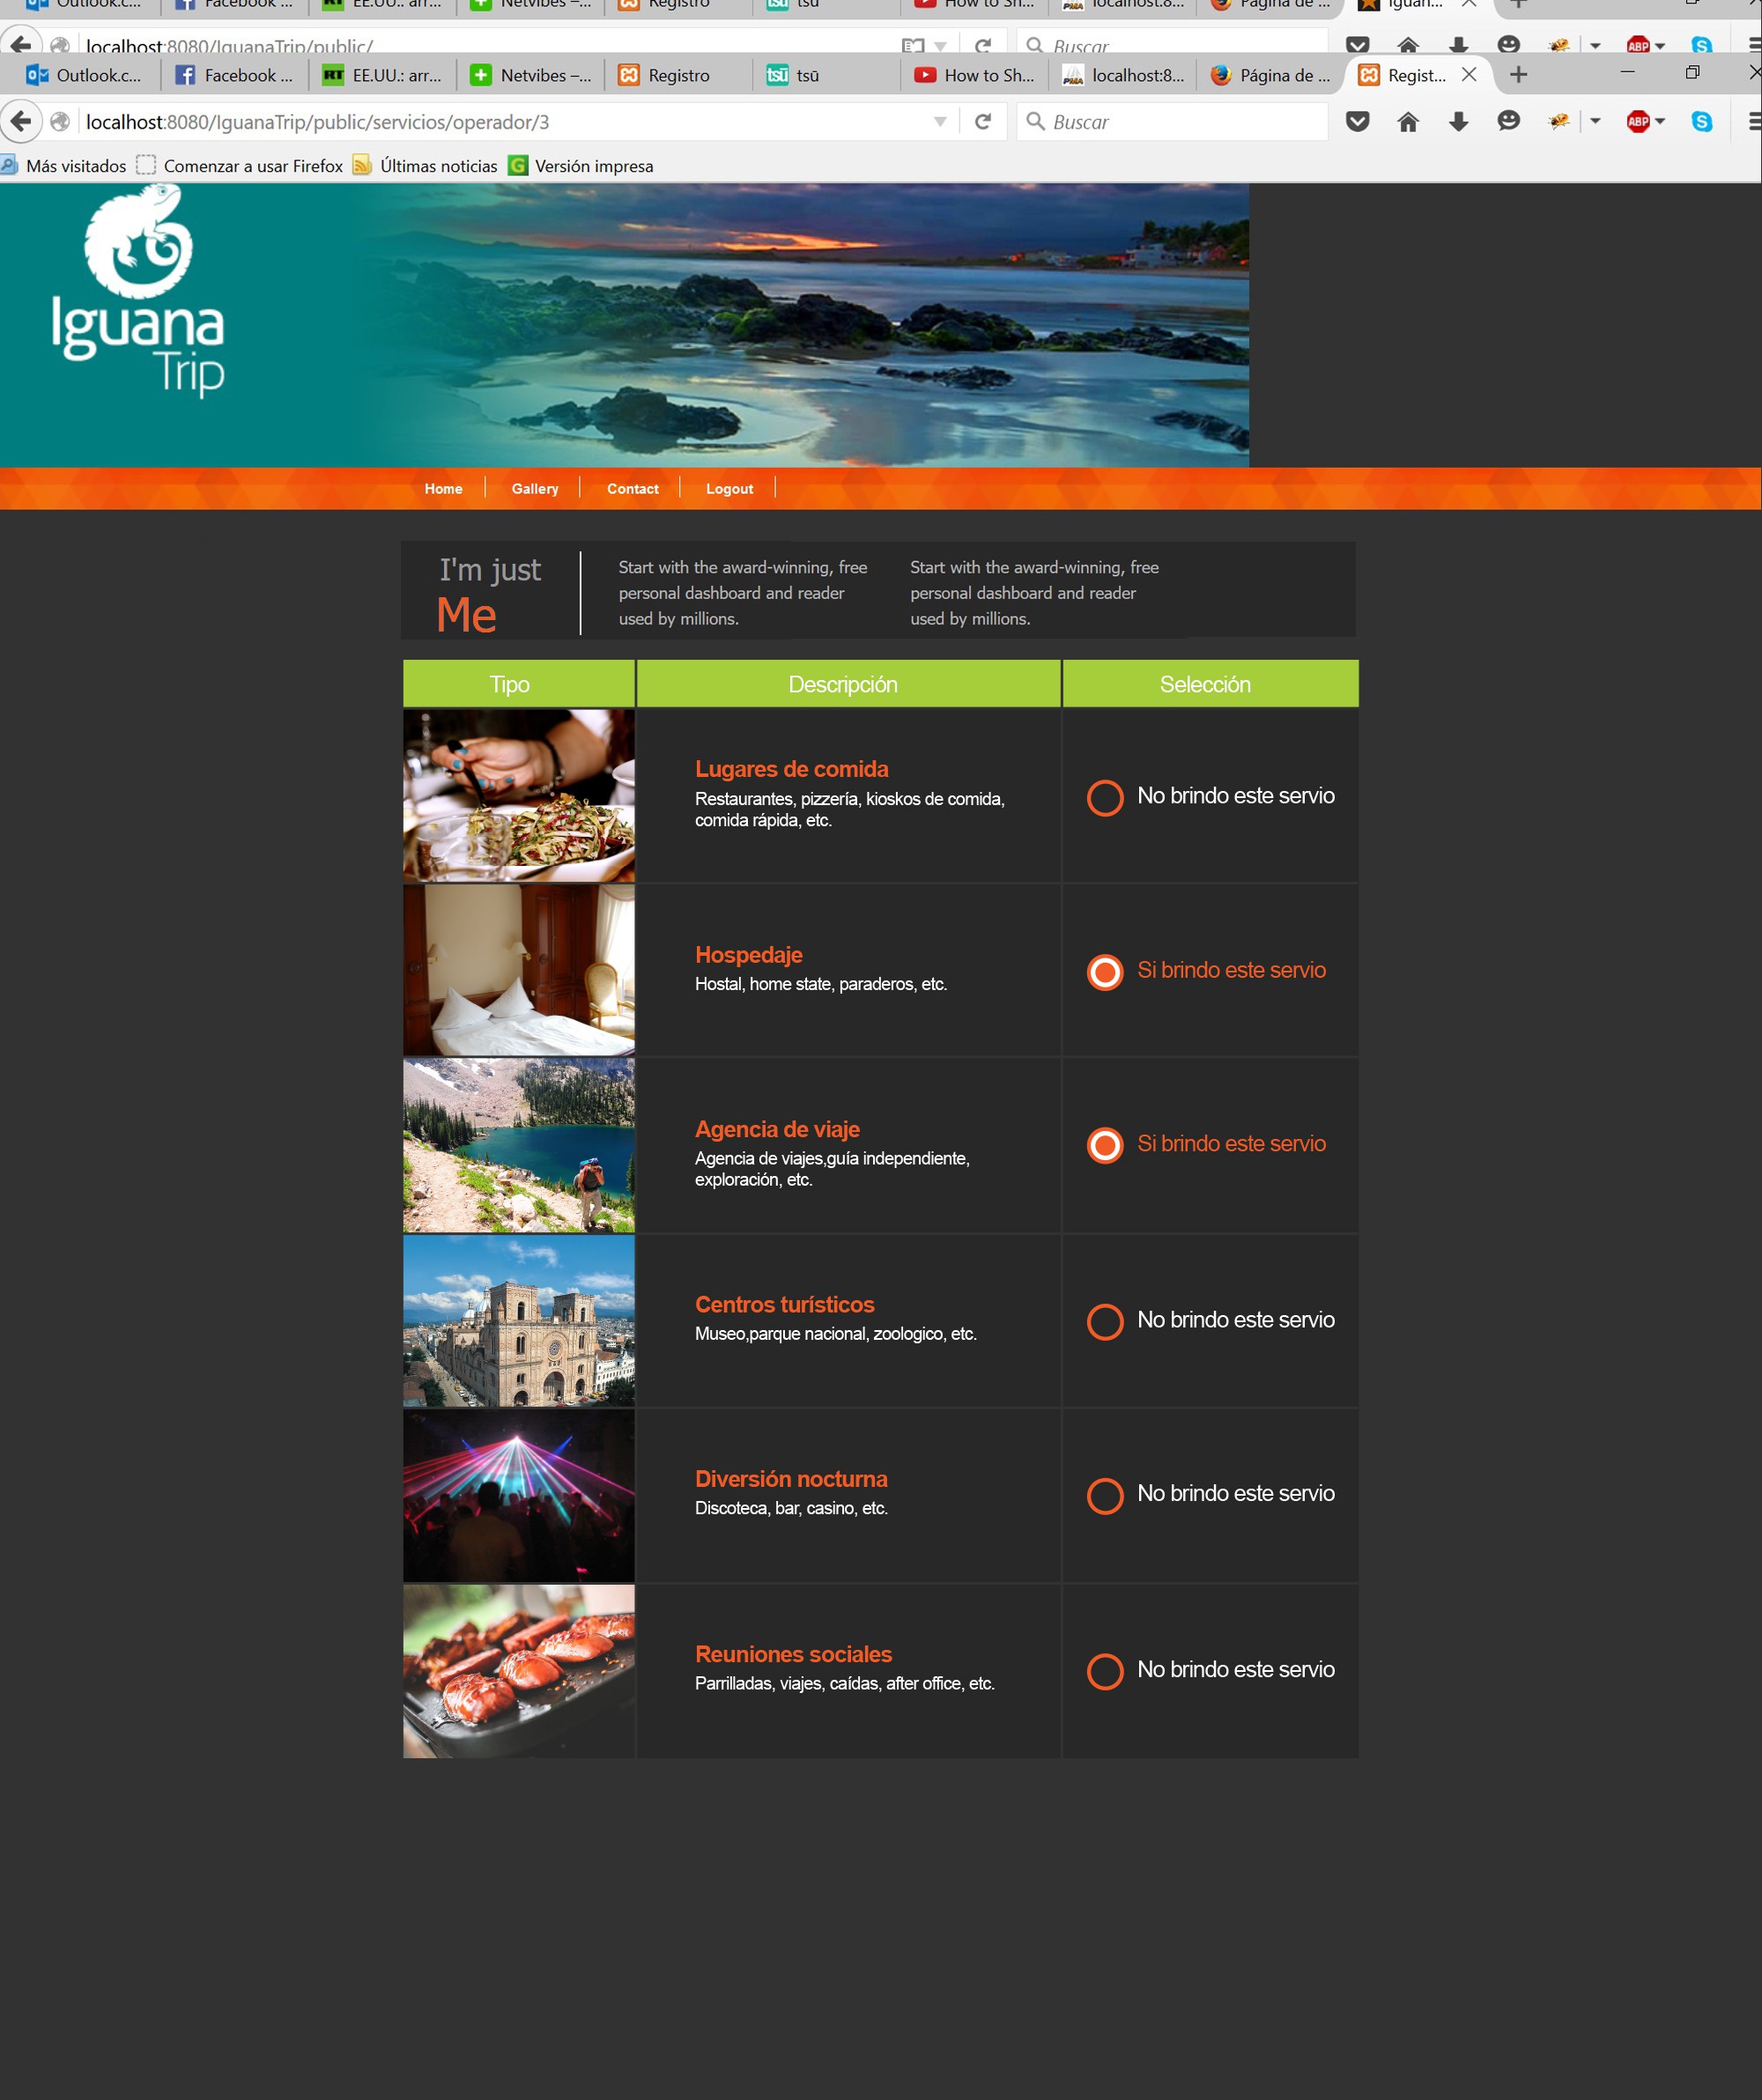 Outlook.c...
Facebook ...
EE.UU.: arr...
Netvibes –...
Registro
tsū
How to Sh...
localhost:8...
Página de ...
Iguan...
localhost:8080/IguanaTrip/public/
Buscar
Outlook.c...
Facebook ...
EE.UU.: arr...
Netvibes –...
Registro
tsū
tsū
How to Sh...
localhost:8...
Página de ...
Regist...
localhost:8080/IguanaTrip/public/servicios/operador/3
Buscar
ABP
Más visitados
Comenzar a usar Firefox
Últimas noticias
Versión impresa
Iguana
Trip
Home
Gallery
Contact
Logout
I'm just
Me
Start with the award-winning, free
personal dashboard and reader
used by millions.
Start with the award-winning, free
personal dashboard and reader
used by millions.
Tipo
Descripción
Selección
Lugares de comida
Restaurantes, pizzería, kioskos de comida,
comida rápida, etc.
No brindo este servio
Hospedaje
Hostal, home state, paraderos, etc.
Si brindo este servio
Agencia de viaje
Agencia de viajes,guía independiente,
exploración, etc.
Si brindo este servio
Centros turísticos
Museo,parque nacional, zoologico, etc.
No brindo este servio
Diversión nocturna
Discoteca, bar, casino, etc.
No brindo este servio
Reuniones sociales
Parrilladas, viajes, caídas, after office, etc.
No brindo este servio